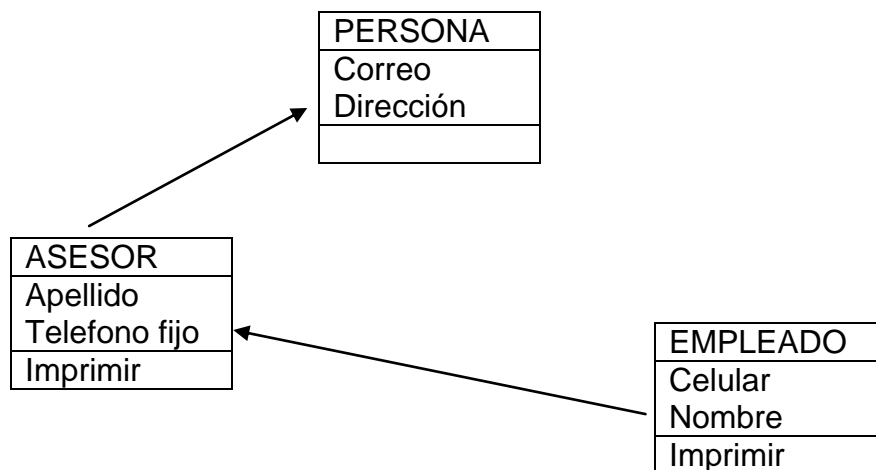 PERSONA
Correo
Dirección
ASESOR
Apellido
Telefono fijo
Imprimir
EMPLEADO
Celular
Nombre
Imprimir